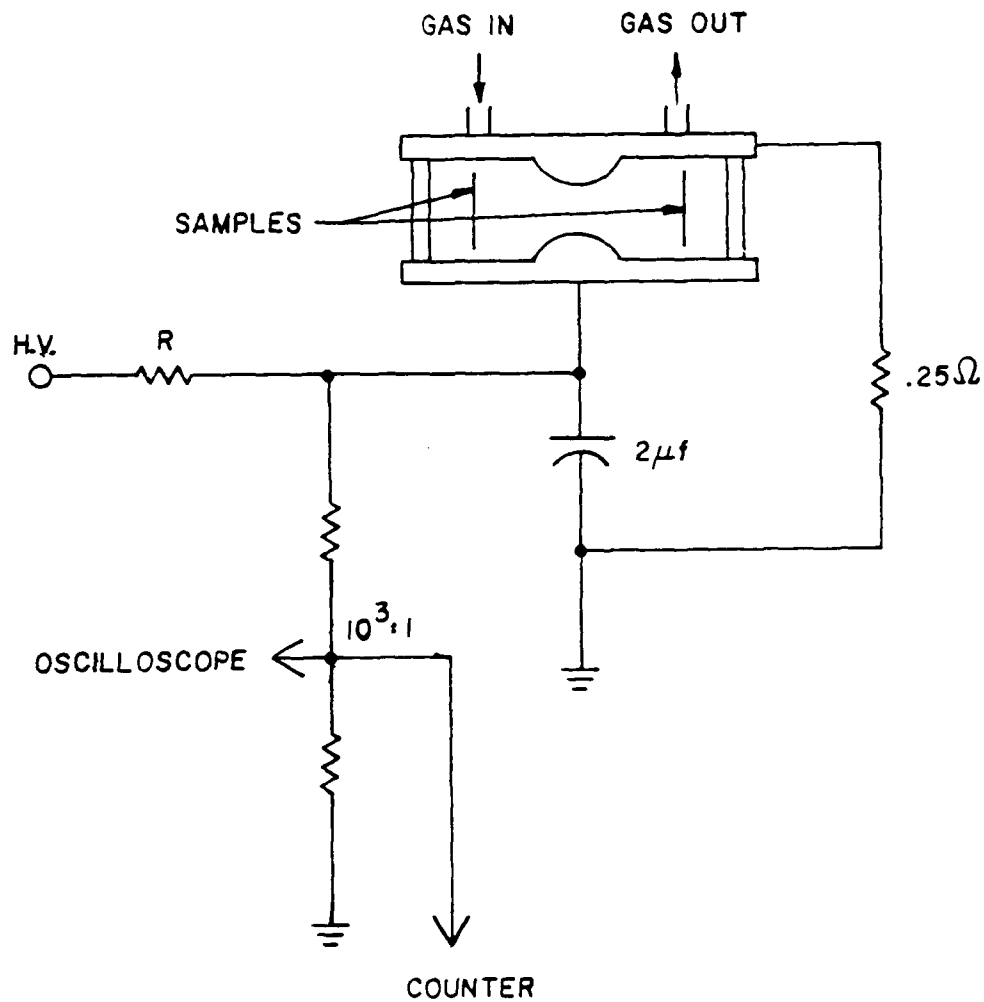 GAS IN
GAS OUT
SAMPLES
H.V.
R
.25Ω
2μf
10³:1
OSCILLOSCOPE
COUNTER